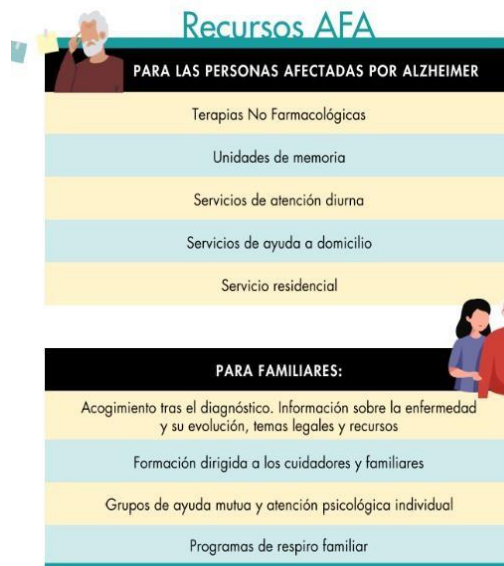 Recursos AFA
PARA LAS PERSONAS AFECTADAS POR ALZHEIMER
Terapias No Farmacológicas
Unidades de memoria
Servicios de atención diurna
Servicios de ayuda a domicilio
Servicio residencial
PARA FAMILIARES:
Acogimiento tras el diagnóstico. Información sobre la enfermedad
y su evolución, temas legales y recursos
Formación dirigida a los cuidadores y familiares
Grupos de ayuda mutua y atención psicológica individual
Programas de respiro familiar